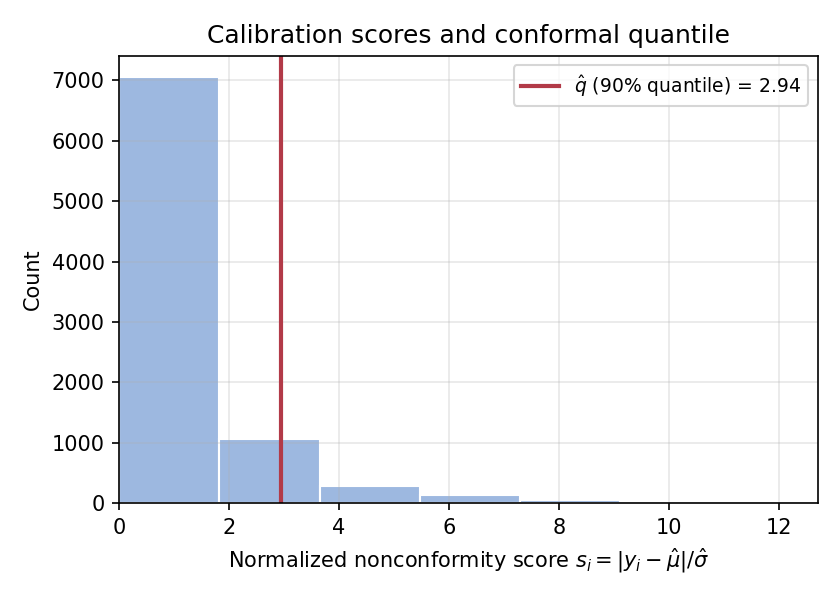 Calibration scores and conformal quantile
q̂ (90% quantile) = 2.94
Count
7000
6000
5000
4000
3000
2000
1000
0
0 2 4 6 8 10 12
Normalized nonconformity score sᵢ = |yᵢ − μ̂|/σ̂